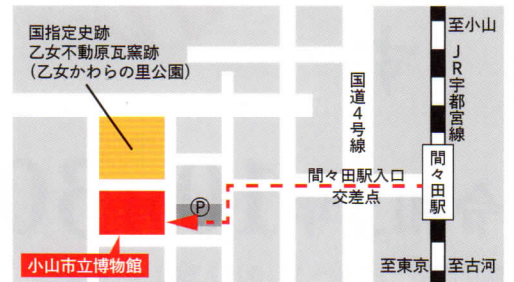 国指定史跡
乙女不動原瓦窯跡
（乙女かわらの里公園）
至小山
JR宇都宮線
国道4号線
間々田駅入口
交差点
間々田駅
Ⓟ
小山市立博物館
至東京
至古河